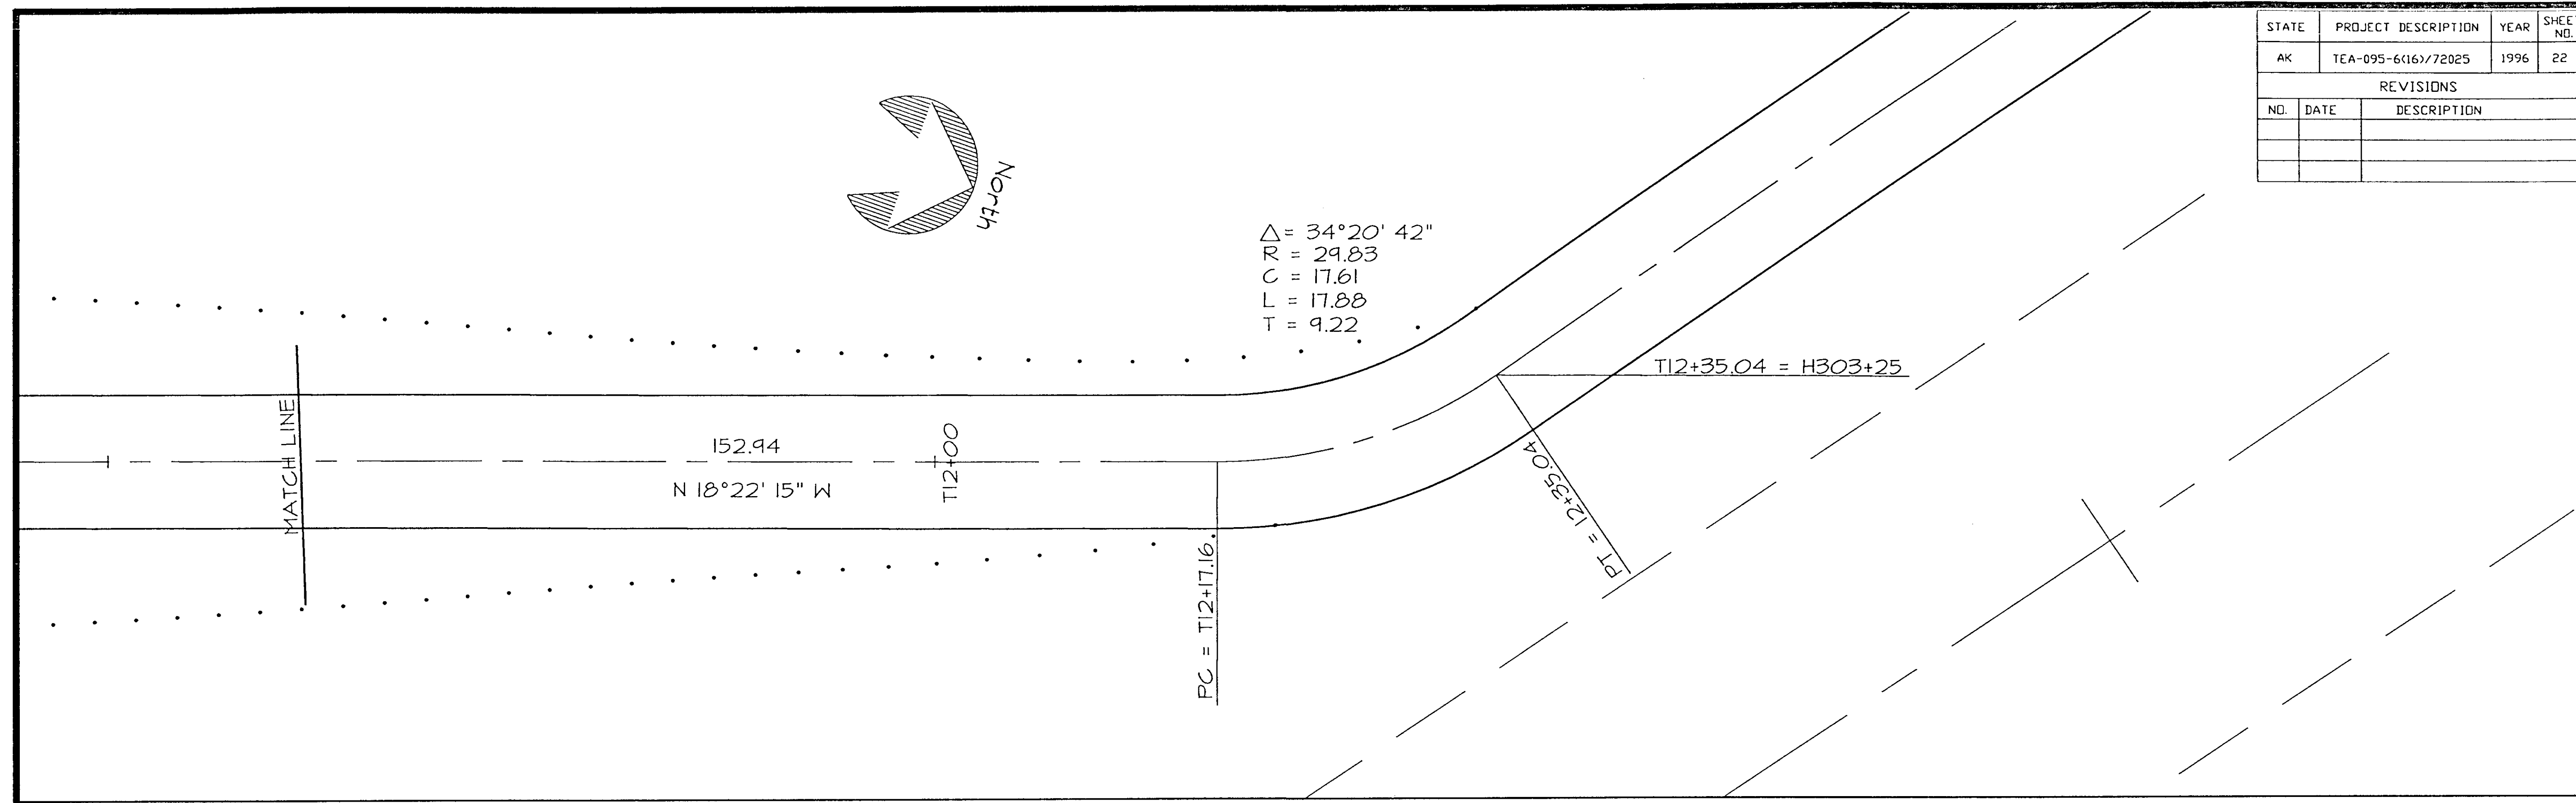 STATE PROJECT DESCRIPTION YEAR SHEET NO.
AK TEA-095-6(16)/72025 1996 22
REVISIONS
NO. DATE DESCRIPTION
North
Δ= 34°20' 42"
R = 29.83
C = 17.61
L = 17.88
T = 9.22
T12+35.04 = H303+25
MATCH LINE
152.94
N 18°22' 15" W
T12+00
PC = T12+17.16
PT = 12+35.04